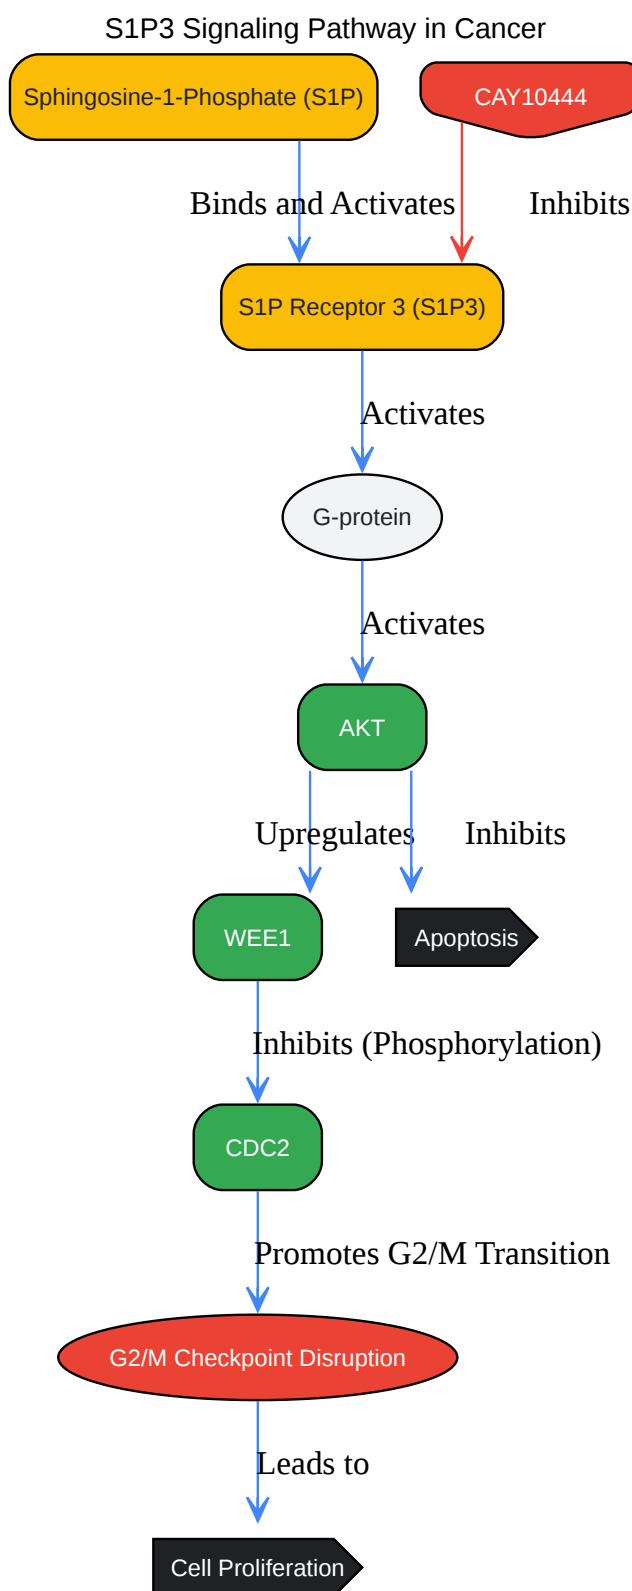 S1P3 Signaling Pathway in Cancer
Sphingosine-1-Phosphate (S1P)
CAY10444
Binds and Activates
Inhibits
S1P Receptor 3 (S1P3)
Activates
G-protein
Activates
AKT
Upregulates
Inhibits
WEE1
Apoptosis
Inhibits (Phosphorylation)
CDC2
Promotes G2/M Transition
G2/M Checkpoint Disruption
Leads to
Cell Proliferation